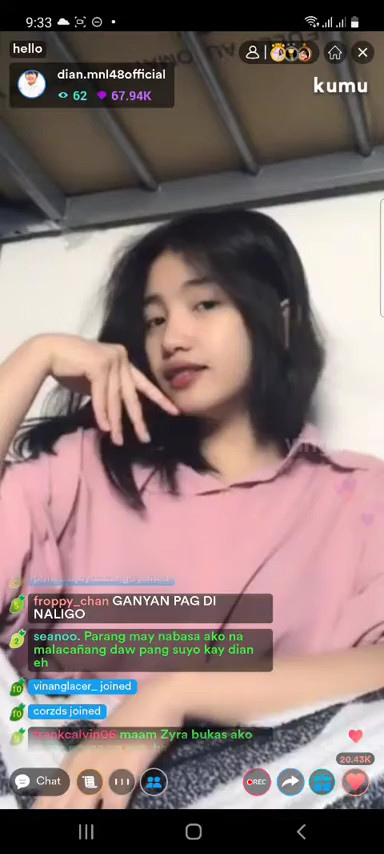 9:33
hello
dian.mnl48official
62 67.94K
kumu
froppy_chan GANYAN PAG DI
NALIGO
seanoo. Parang may nabasa ako na
malacañang daw pang suyo kay dian
eh
vinanglacer_ joined
corzds joined
frankcalvin06 maam Zyra bukas ako
20.43K
Chat
REC